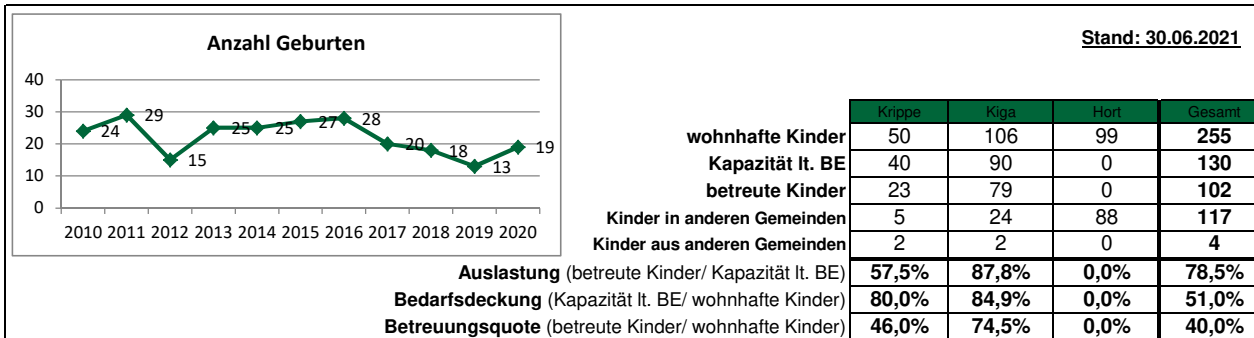 Anzahl Geburten
Stand: 30.06.2021
40
30
20
10
0
24 29 15 25 25 27 28 20 18 13 19
2010 2011 2012 2013 2014 2015 2016 2017 2018 2019 2020
Krippe Kiga Hort Gesamt
wohnhafte Kinder 50 106 99 255
Kapazität lt. BE 40 90 0 130
betreute Kinder 23 79 0 102
Kinder in anderen Gemeinden 5 24 88 117
Kinder aus anderen Gemeinden 2 2 0 4
Auslastung (betreute Kinder/ Kapazität lt. BE) 57,5% 87,8% 0,0% 78,5%
Bedarfsdeckung (Kapazität lt. BE/ wohnhafte Kinder) 80,0% 84,9% 0,0% 51,0%
Betreuungsquote (betreute Kinder/ wohnhafte Kinder) 46,0% 74,5% 0,0% 40,0%